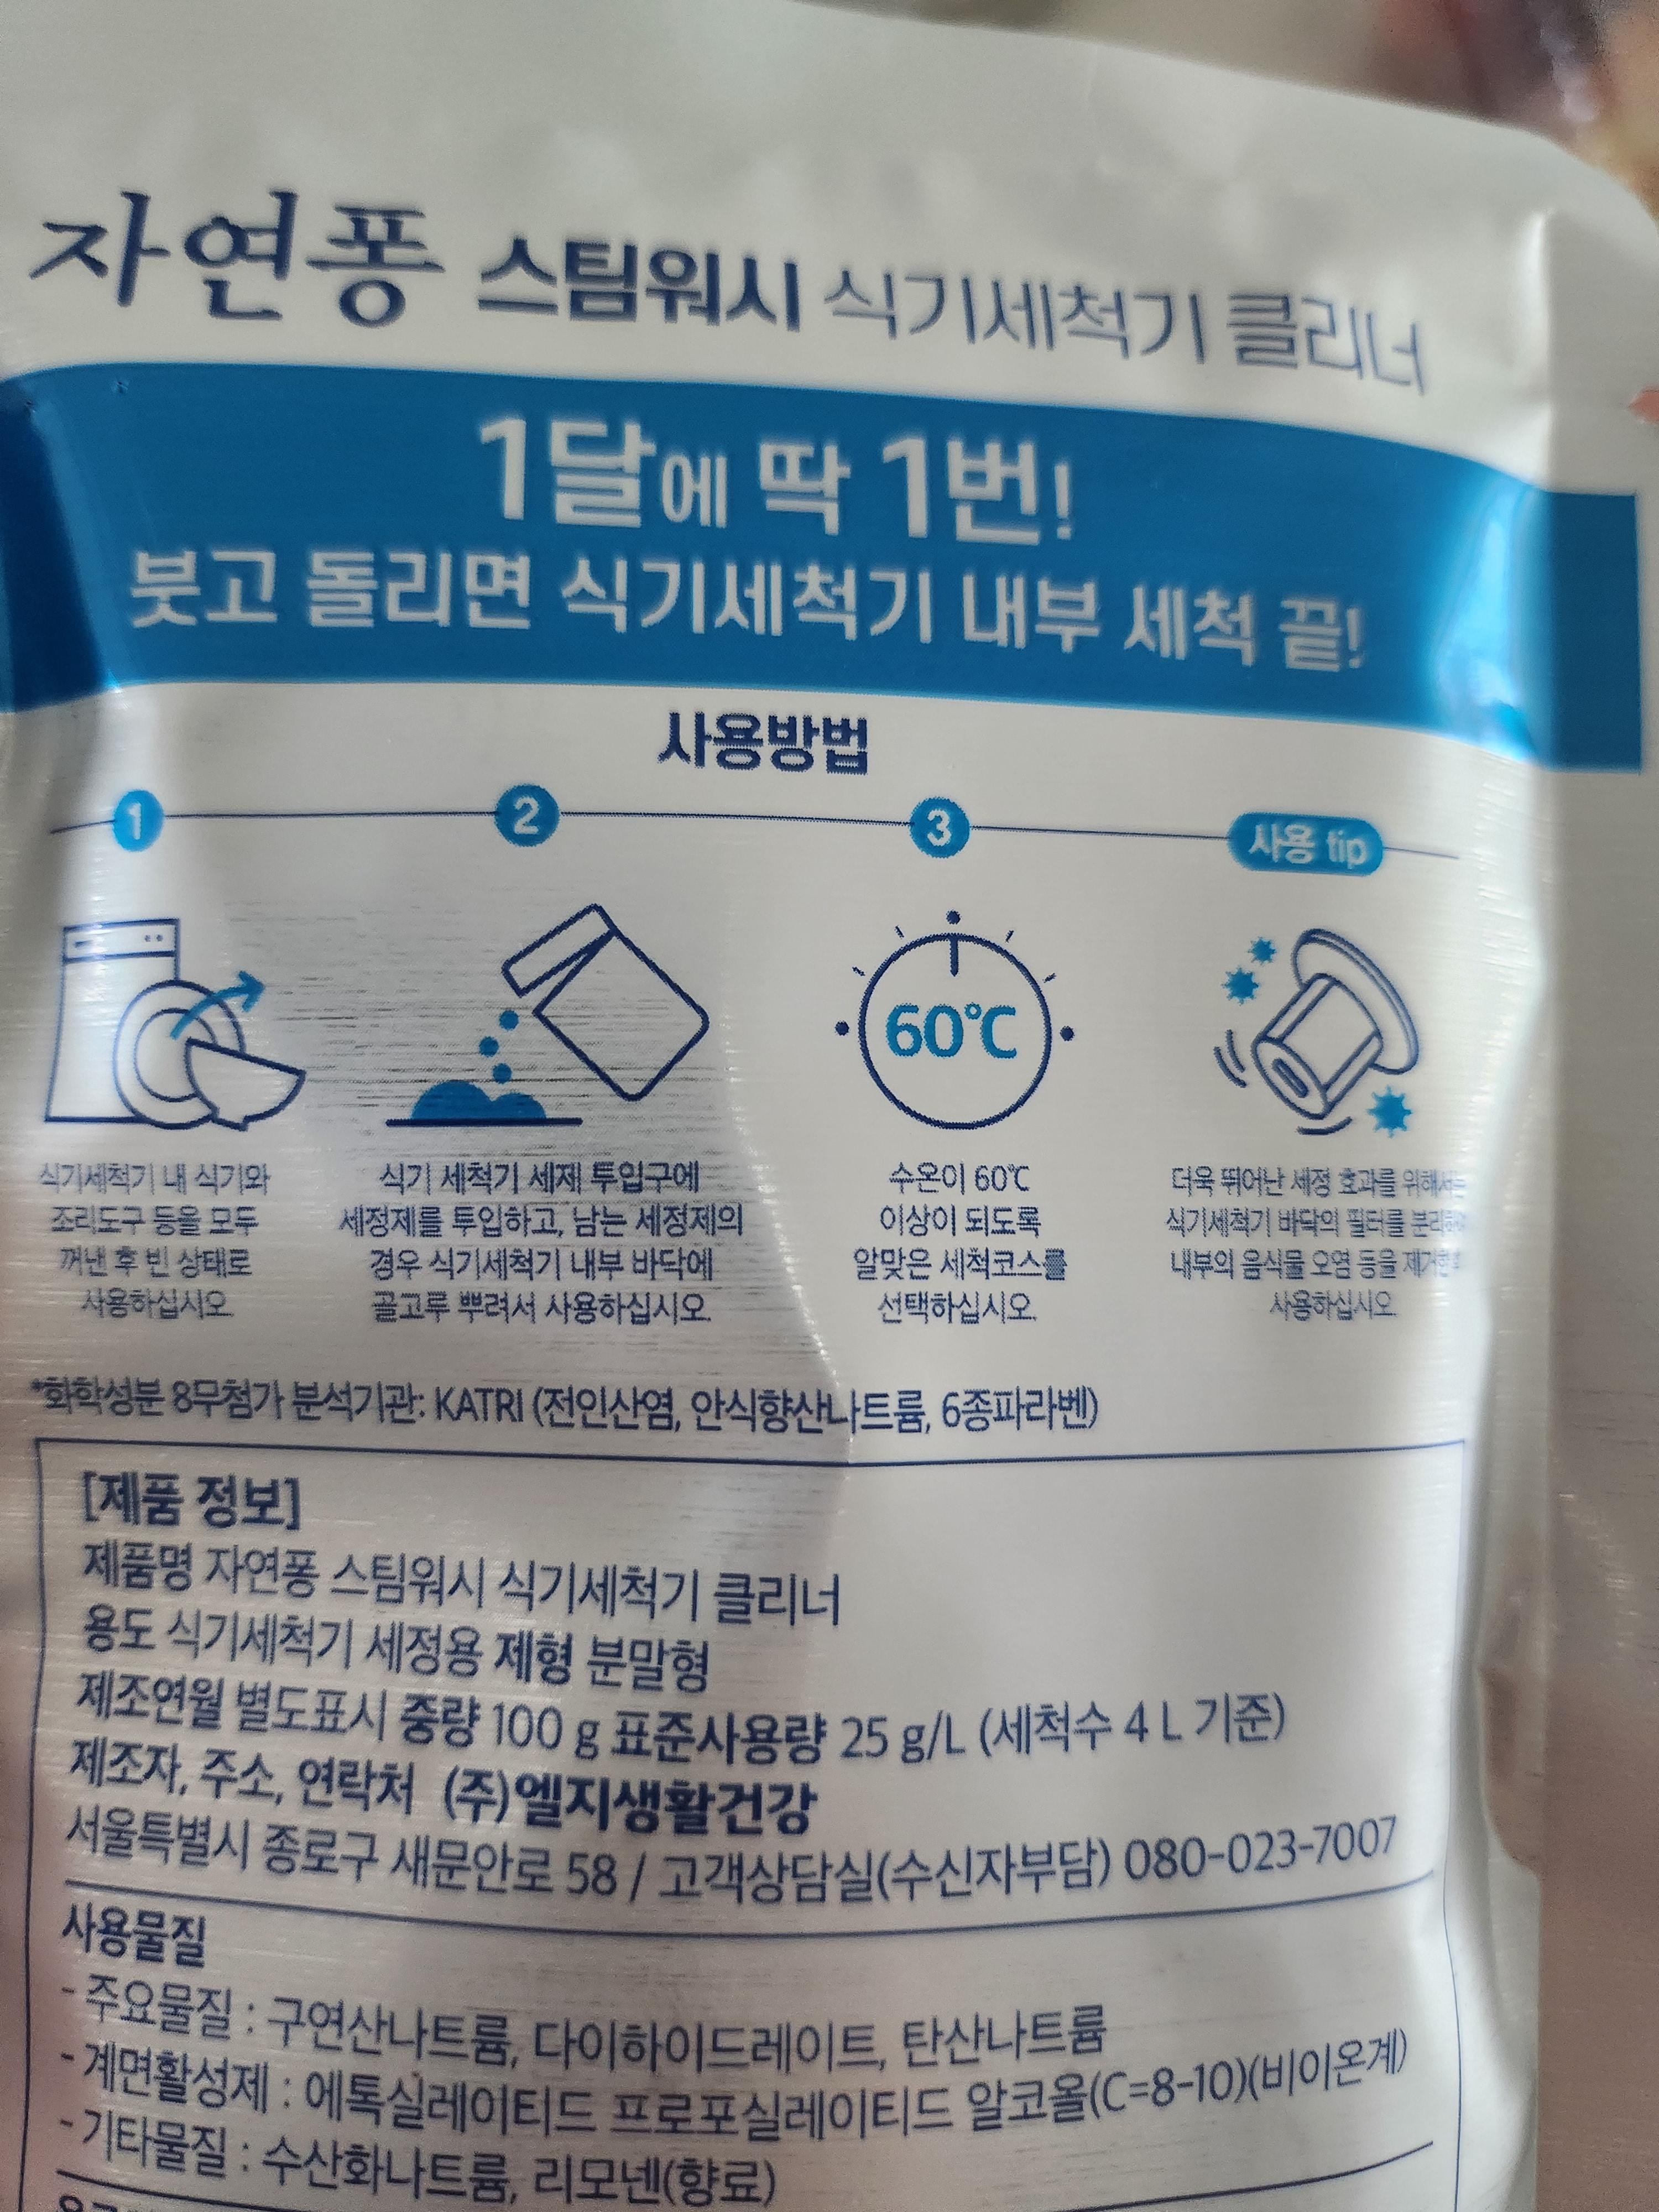 자연퐁 스팀워시 식기세척기 클리너
1달에 딱 1번!
붓고 돌리면 식기세척기 내부 세척 끝!
사용방법
1
2
3
사용 tip
60℃
식기세척기 내 식기와
조리도구 등을 모두
꺼낸 후 빈 상태로
사용하십시오.
식기 세척기 세제 투입구에
세정제를 투입하고, 남는 세정제의
경우 식기세척기 내부 바닥에
골고루 뿌려서 사용하십시오.
수온이 60℃
이상이 되도록
알맞은 세척코스를
선택하십시오.
더욱 뛰어난 세정 효과를 위해서는
식기세척기 바닥의 필터를
내부의 음식물 오염 등을
사용하십시오.
*화학성분 8무첨가 분석기관: KATRI (전인산염, 안식향산나트륨, 6종파라벤)
[제품 정보]
제품명 자연퐁 스팀워시 식기세척기 클리너
용도 식기세척기 세정용 제형 분말형
제조연월 별도표시 중량 100 g 표준사용량 25 g/L (세척수 4 L 기준)
제조자, 주소, 연락처 (주)엘지생활건강
서울특별시 종로구 새문안로 58 / 고객상담실(수신자부담) 080-023-7007
사용물질
- 주요물질 : 구연산나트륨, 다이하이드레이트, 탄산나트륨
- 계면활성제 : 에톡실레이티드 프로포실레이티드 알코올(C=8-10)(비이온계)
- 기타물질 : 수산화나트륨, 리모넨(향료)